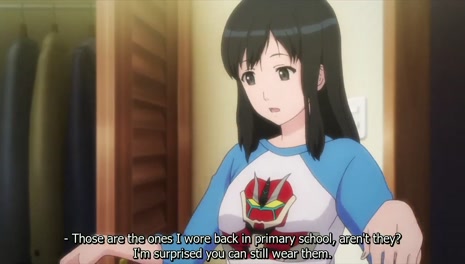 - Those are the ones I wore back in primary school, aren't they?
I'm surprised you can still wear them.